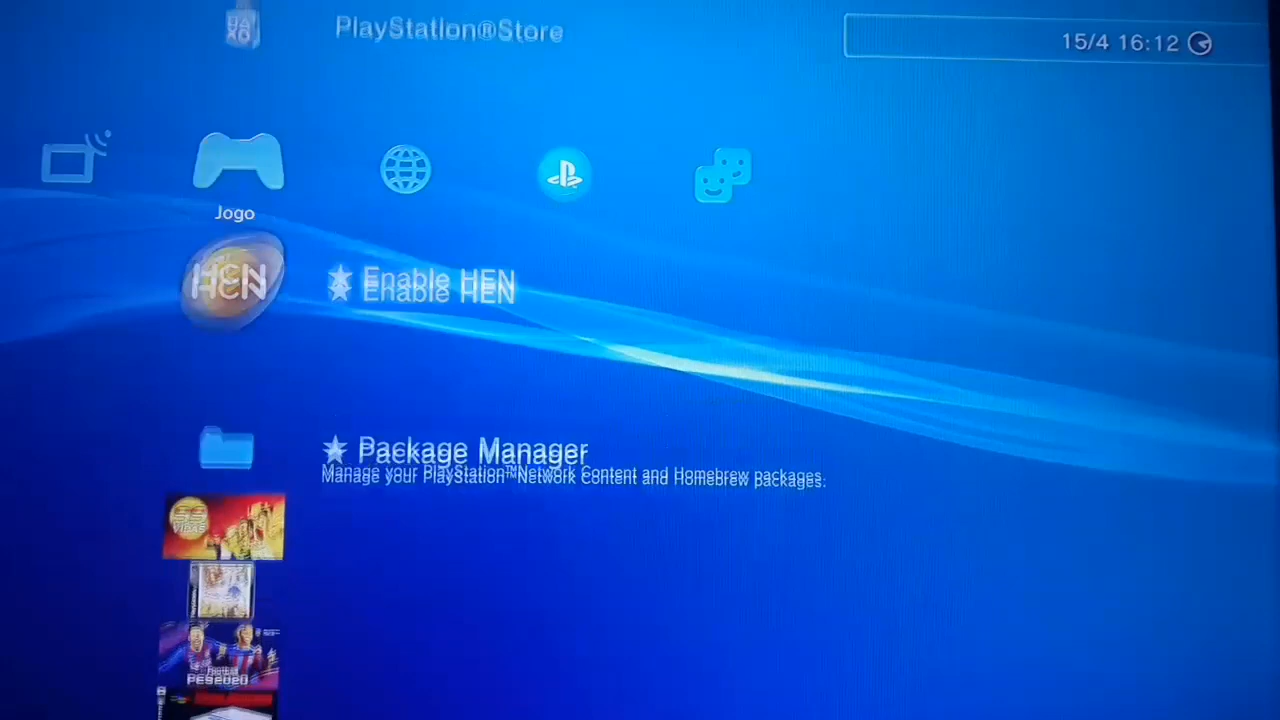 PlayStation®Store
15/4 16:12
Jogo
HEN
★ Enable HEN
★ Package Manager
Manage your PlayStation™Network Content and Homebrew packages.
PES2020